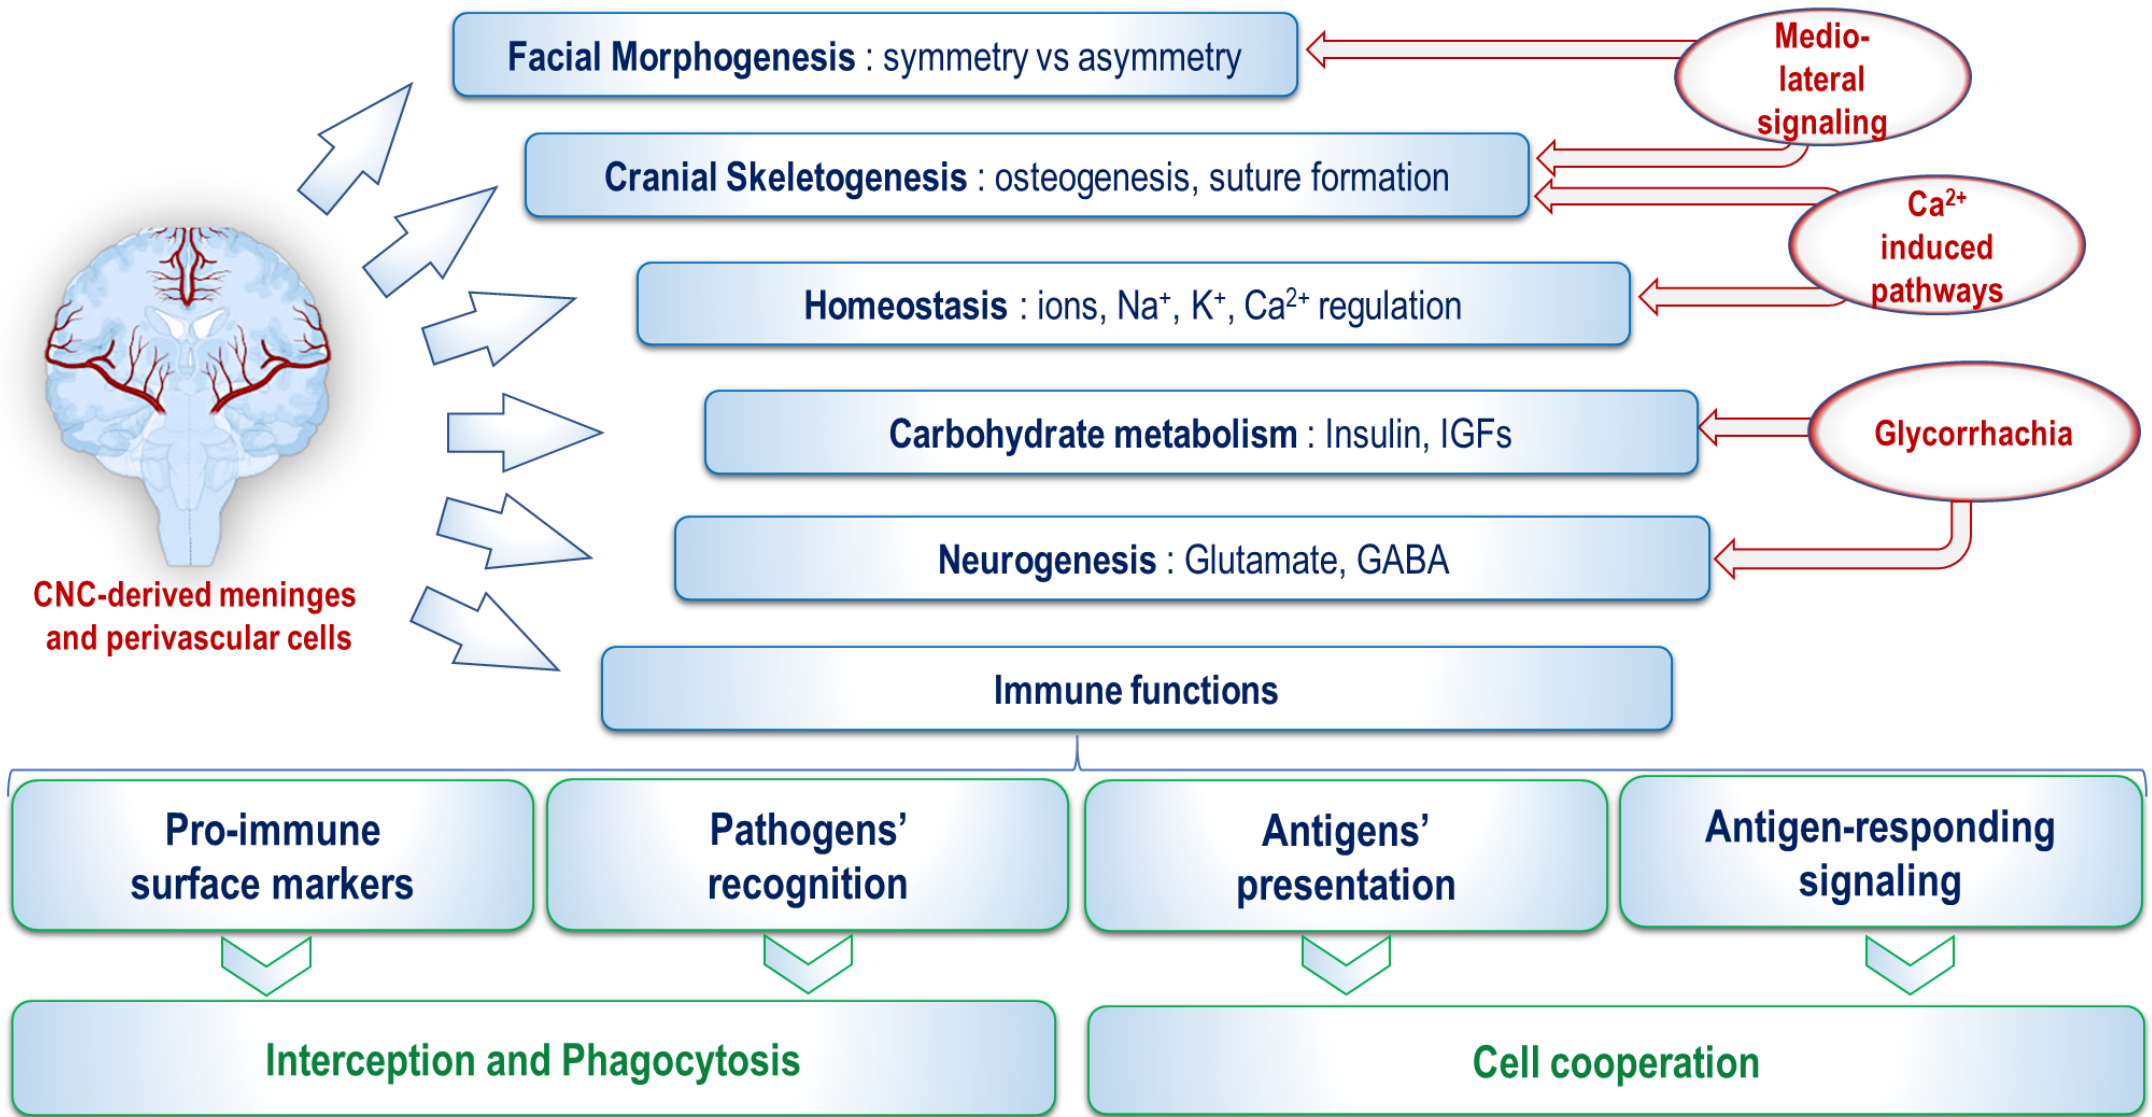 Facial Morphogenesis : symmetry vs asymmetry
Medio-
lateral
signaling
Cranial Skeletogenesis : osteogenesis, suture formation
Ca²⁺
induced
pathways
Homeostasis : ions, Na⁺, K⁺, Ca²⁺ regulation
Carbohydrate metabolism : Insulin, IGFs
Glycorrhachia
Neurogenesis : Glutamate, GABA
CNC-derived meninges
and perivascular cells
Immune functions
Pro-immune
surface markers
Pathogens’
recognition
Antigens’
presentation
Antigen-responding
signaling
Interception and Phagocytosis
Cell cooperation